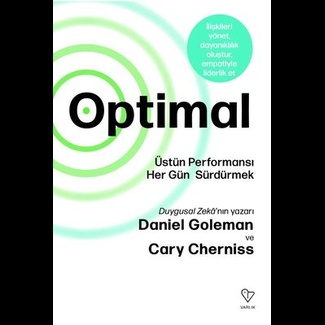 İlişkileri
yönet,
dayanıklılık
oluştur,
empatiyle
liderlik et
Optimal
Üstün Performansı
Her Gün Sürdürmek
Duygusal Zekâ'nın yazarı
Daniel Goleman
ve
Cary Cherniss
VARLIK